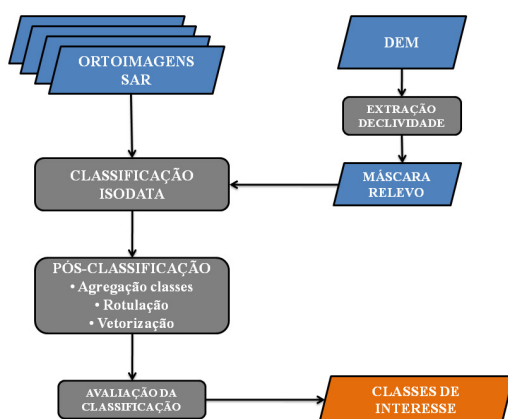 ORTOIMAGENS
SAR
DEM
EXTRAÇÃO
DECLIVIDADE
MÁSCARA
RELEVO
CLASSIFICAÇÃO
ISODATA
PÓS-CLASSIFICAÇÃO
• Agregação classes
• Rotulação
• Vetorização
AVALIAÇÃO DA
CLASSIFICAÇÃO
CLASSES DE
INTERESSE